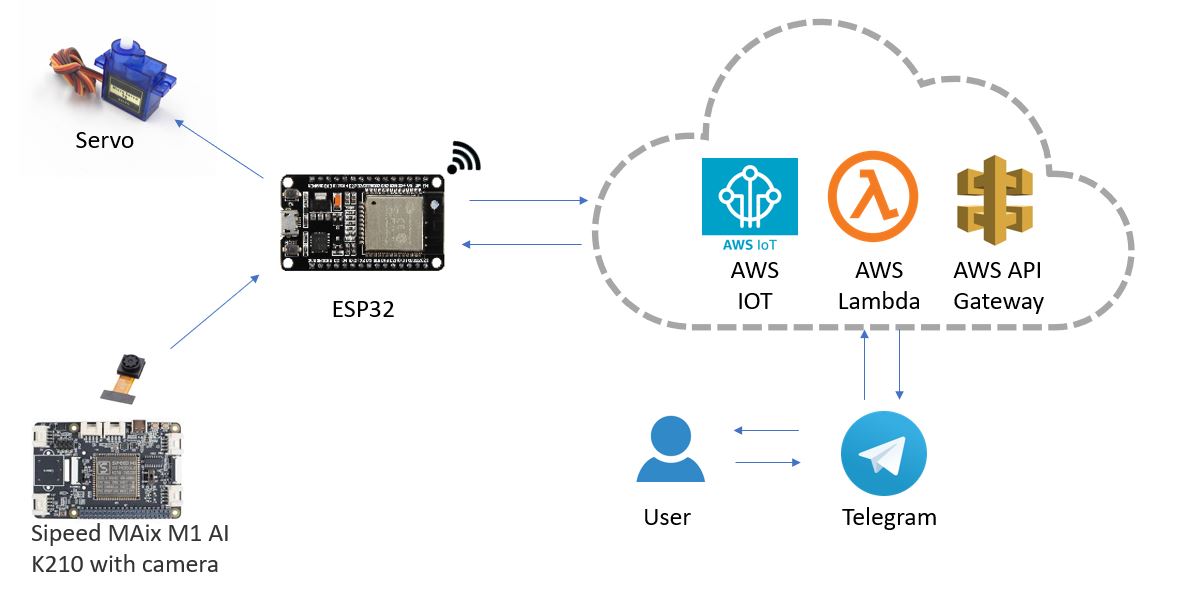 Servo
ESP32
AWS IoT
AWS
IOT
AWS
Lambda
AWS API
Gateway
SIPEED
User
Telegram
Sipeed MAix M1 AI
K210 with camera